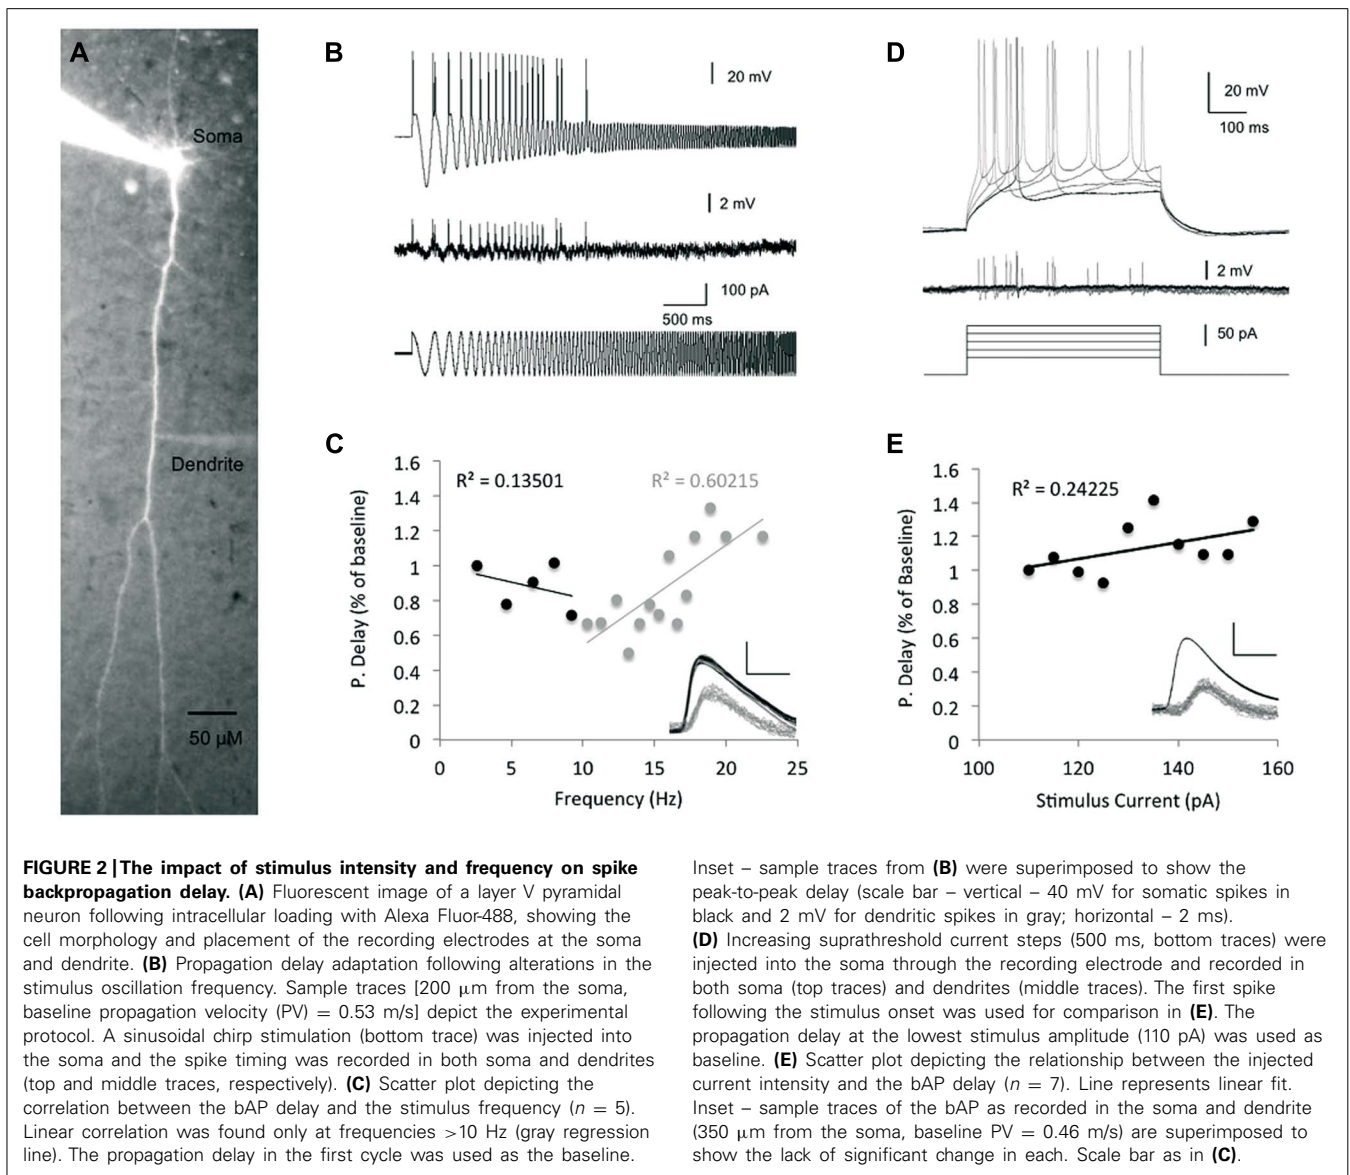 A
Soma
Dendrite
50 µM
B
20 mV
2 mV
100 pA
500 ms
D
20 mV
100 ms
2 mV
50 pA
C
R² = 0.13501
R² = 0.60215
P. Delay (% of baseline)
1.6
1.4
1.2
1
0.8
0.6
0.4
0.2
0
0 5 10 15 20 25
Frequency (Hz)
E
R² = 0.24225
P. Delay (% of Baseline)
1.6
1.4
1.2
1
0.8
0.6
0.4
0.2
0
100 120 140 160
Stimulus Current (pA)
FIGURE 2 | The impact of stimulus intensity and frequency on spike
backpropagation delay. (A) Fluorescent image of a layer V pyramidal
neuron following intracellular loading with Alexa Fluor-488, showing the
cell morphology and placement of the recording electrodes at the soma
and dendrite. (B) Propagation delay adaptation following alterations in the
stimulus oscillation frequency. Sample traces [200 µm from the soma,
baseline propagation velocity (PV) = 0.53 m/s] depict the experimental
protocol. A sinusoidal chirp stimulation (bottom trace) was injected into
the soma and the spike timing was recorded in both soma and dendrites
(top and middle traces, respectively). (C) Scatter plot depicting the
correlation between the bAP delay and the stimulus frequency (n = 5).
Linear correlation was found only at frequencies >10 Hz (gray regression
line). The propagation delay in the first cycle was used as the baseline.
Inset – sample traces from (B) were superimposed to show the
peak-to-peak delay (scale bar – vertical – 40 mV for somatic spikes in
black and 2 mV for dendritic spikes in gray; horizontal – 2 ms).
(D) Increasing suprathreshold current steps (500 ms, bottom traces) were
injected into the soma through the recording electrode and recorded in
both soma (top traces) and dendrites (middle traces). The first spike
following the stimulus onset was used for comparison in (E). The
propagation delay at the lowest stimulus amplitude (110 pA) was used as
baseline. (E) Scatter plot depicting the relationship between the injected
current intensity and the bAP delay (n = 7). Line represents linear fit.
Inset – sample traces of the bAP as recorded in the soma and dendrite
(350 µm from the soma, baseline PV = 0.46 m/s) are superimposed to
show the lack of significant change in each. Scale bar as in (C).